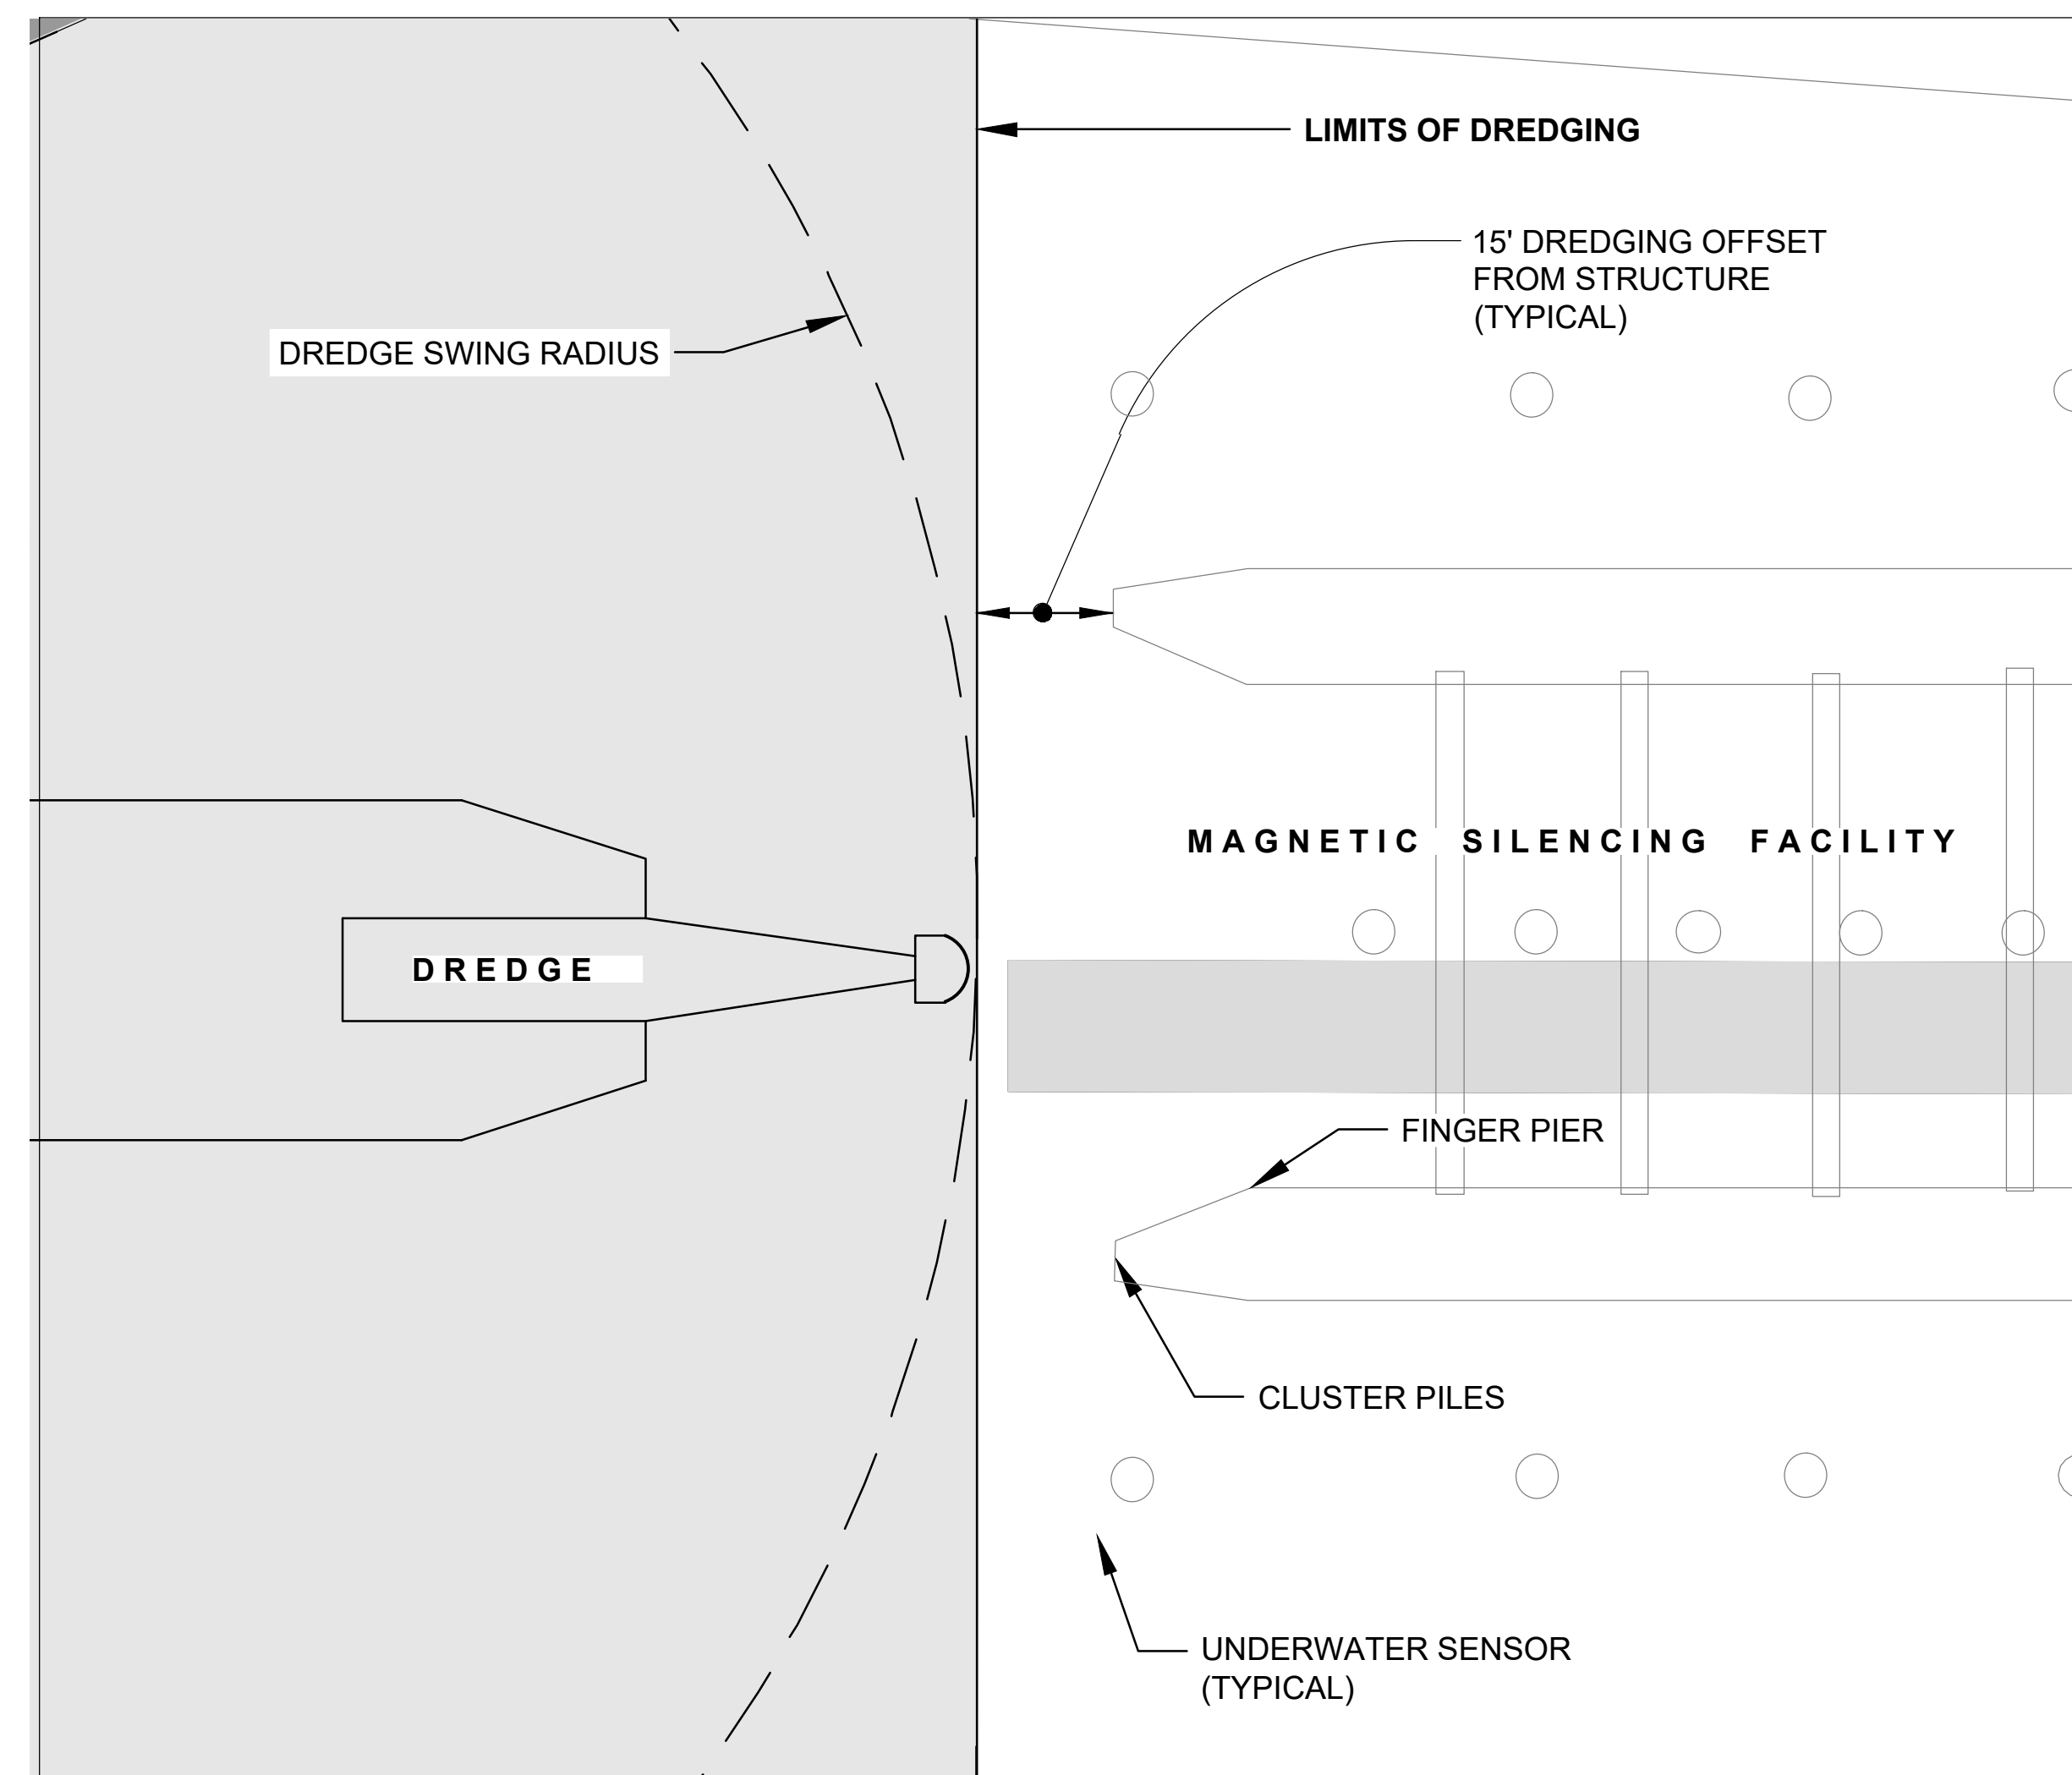 LIMITS OF DREDGING
15' DREDGING OFFSET
FROM STRUCTURE
(TYPICAL)
DREDGE SWING RADIUS
MAGNETIC SILENCING FACILITY
DREDGE
FINGER PIER
CLUSTER PILES
UNDERWATER SENSOR
(TYPICAL)